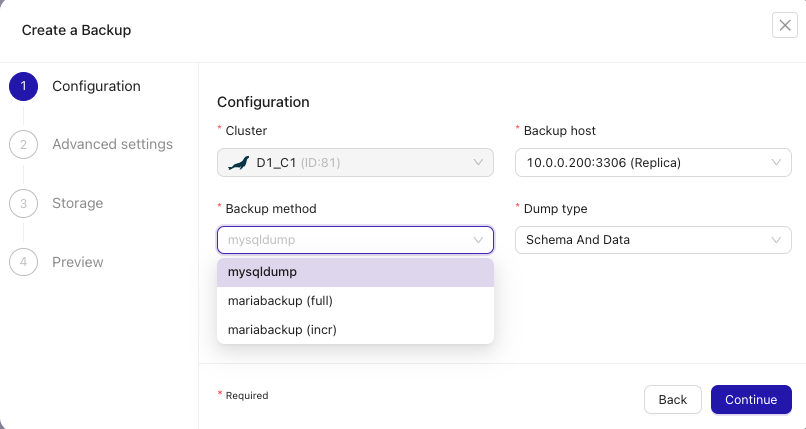 Create a Backup
1 Configuration
2 Advanced settings
3 Storage
4 Preview
Configuration
* Cluster
D1_C1 (ID:81)
* Backup host
10.0.0.200:3306 (Replica)
* Backup method
mysqldump
* Dump type
Schema And Data
mysqldump
mariabackup (full)
mariabackup (incr)
* Required
Back
Continue